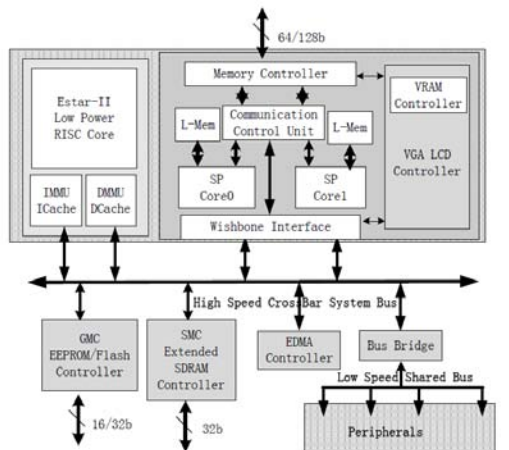 64/128b
Memory Controller
Estar-II
Low Power
RISC Core
VRAM
Controller
L-Mem
Communication
Control Unit
L-Mem
VGA LCD
Controller
SP
Core0
SP
Core1
IMMU
ICache
DMMU
DCache
Wishbone Interface
High Speed CrossBar System Bus
GMC
EEPROM/Flash
Controller
SMC
Extended
SDRAM
Controller
EDMA
Controller
Bus Bridge
Low Speed Shared Bus
16/32b
32b
Peripherals